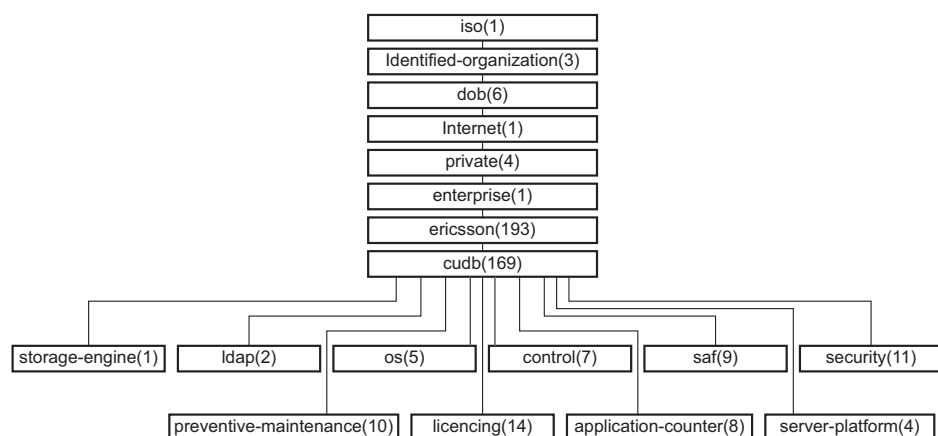 iso(1)
Identified-organization(3)
dob(6)
Internet(1)
private(4)
enterprise(1)
ericsson(193)
cudb(169)
storage-engine(1)
ldap(2)
os(5)
control(7)
saf(9)
security(11)
preventive-maintenance(10)
licencing(14)
application-counter(8)
server-platform(4)